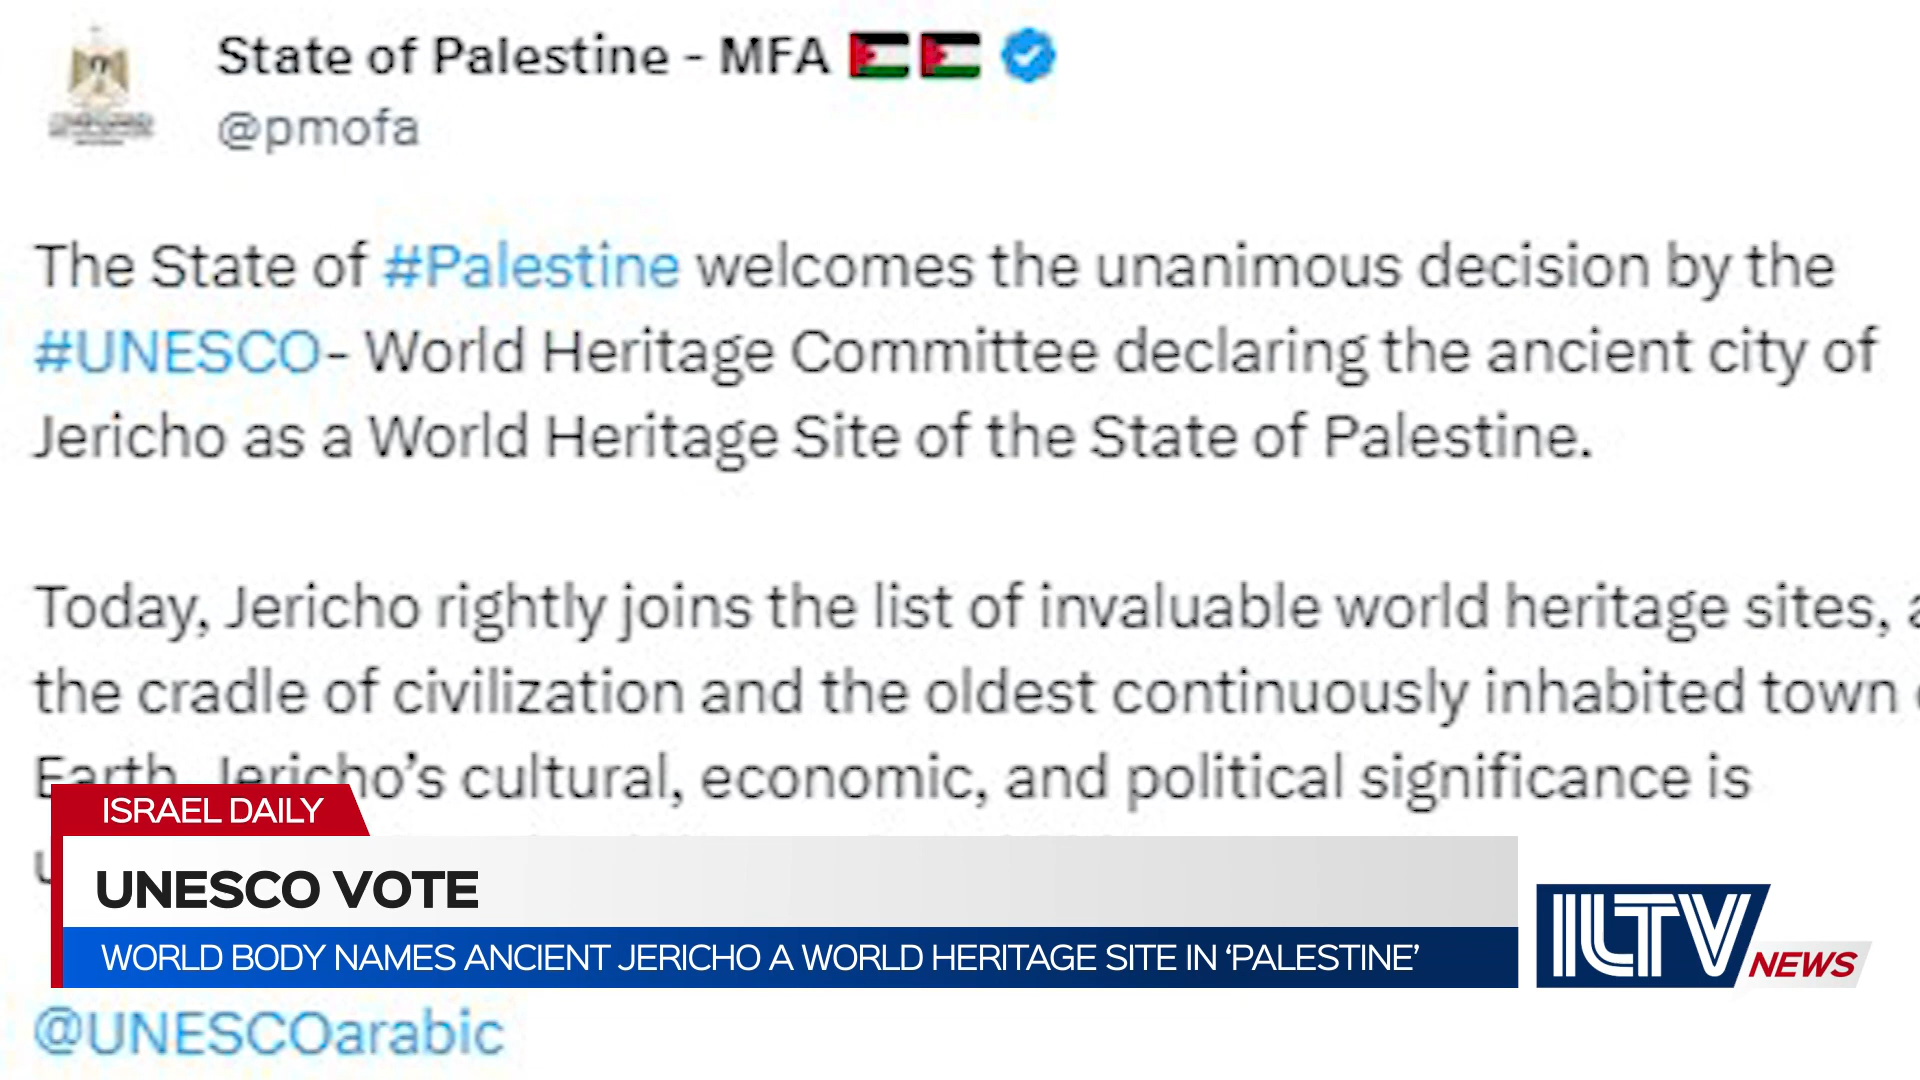 State of Palestine - MFA
@pmofa
The State of #Palestine welcomes the unanimous decision by the
#UNESCO- World Heritage Committee declaring the ancient city of
Jericho as a World Heritage Site of the State of Palestine.
Today, Jericho rightly joins the list of invaluable world heritage sites,
the cradle of civilization and the oldest continuously inhabited town
Earth. Jericho’s cultural, economic, and political significance is
ISRAEL DAILY
UNESCO VOTE
WORLD BODY NAMES ANCIENT JERICHO A WORLD HERITAGE SITE IN ‘PALESTINE’
ILTV NEWS
@UNESCOarabic